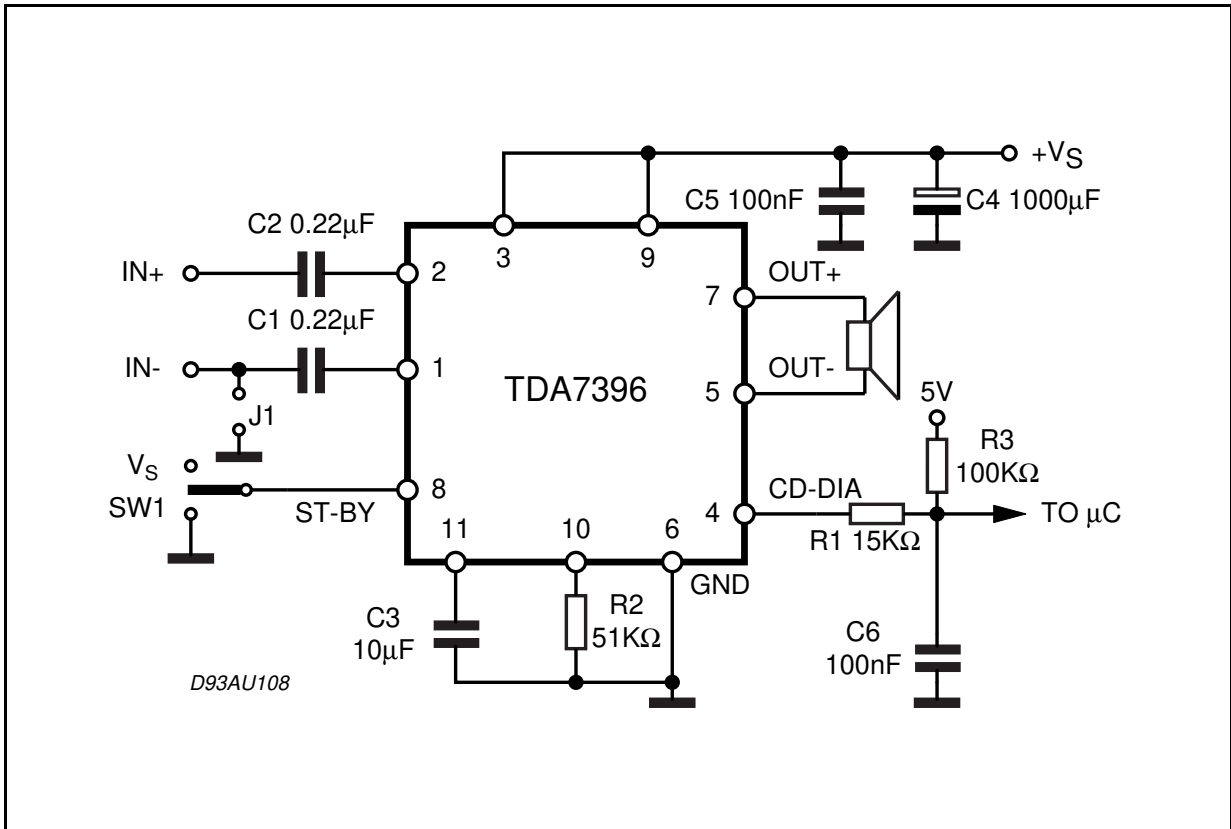 +VS
C5 100nF
C4 1000μF
C2 0.22μF
3
9
IN+
2
OUT+
7
C1 0.22μF
IN-
1
TDA7396
OUT-
5
J1
5V
R3
100KΩ
VS
SW1
ST-BY
8
CD-DIA
4
R1 15KΩ
TO μC
11
10
6
GND
C3
10μF
R2
51KΩ
C6
100nF
D93AU108